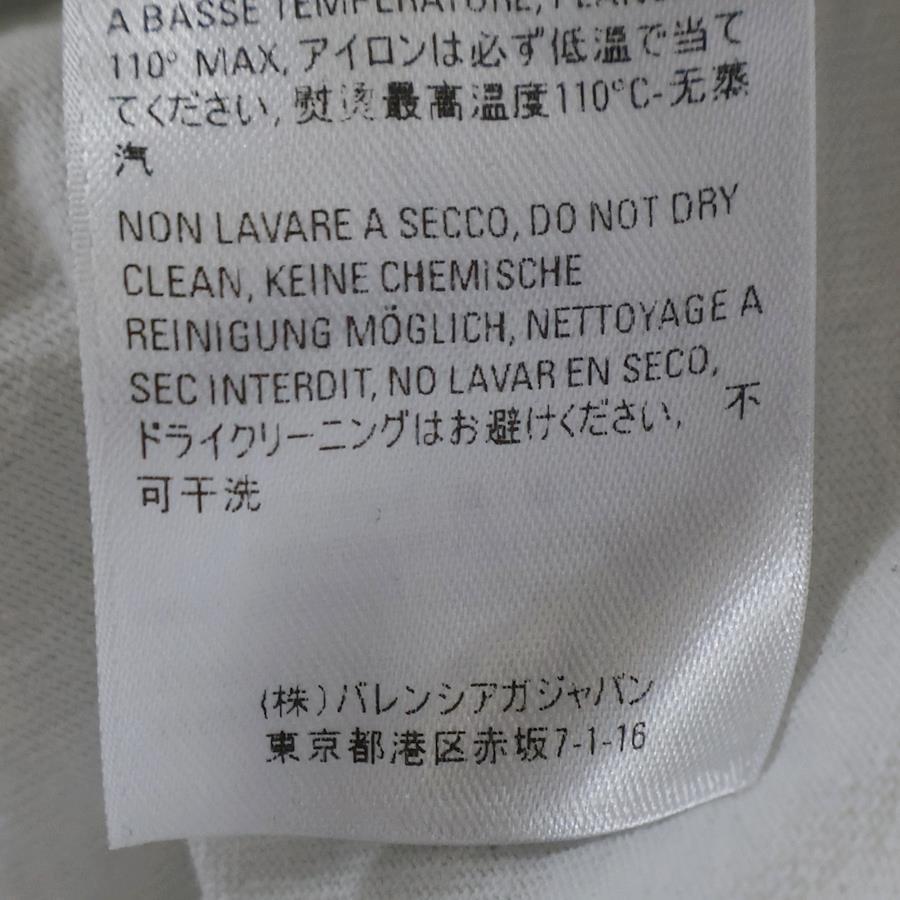 A BASSE TEMPERATURE,
110° MAX, アイロンは必ず低温で当て
てください, 熨烫最高温度110°C-无蒸
汽
NON LAVARE A SECCO, DO NOT DRY
CLEAN, KEINE CHEMISCHE
REINIGUNG MÖGLICH, NETTOYAGE A
SEC INTERDIT, NO LAVAR EN SECO,
ドライクリーニングはお避けください, 不
可干洗
(株)バレンシアガジャパン
東京都港区赤坂7-1-16